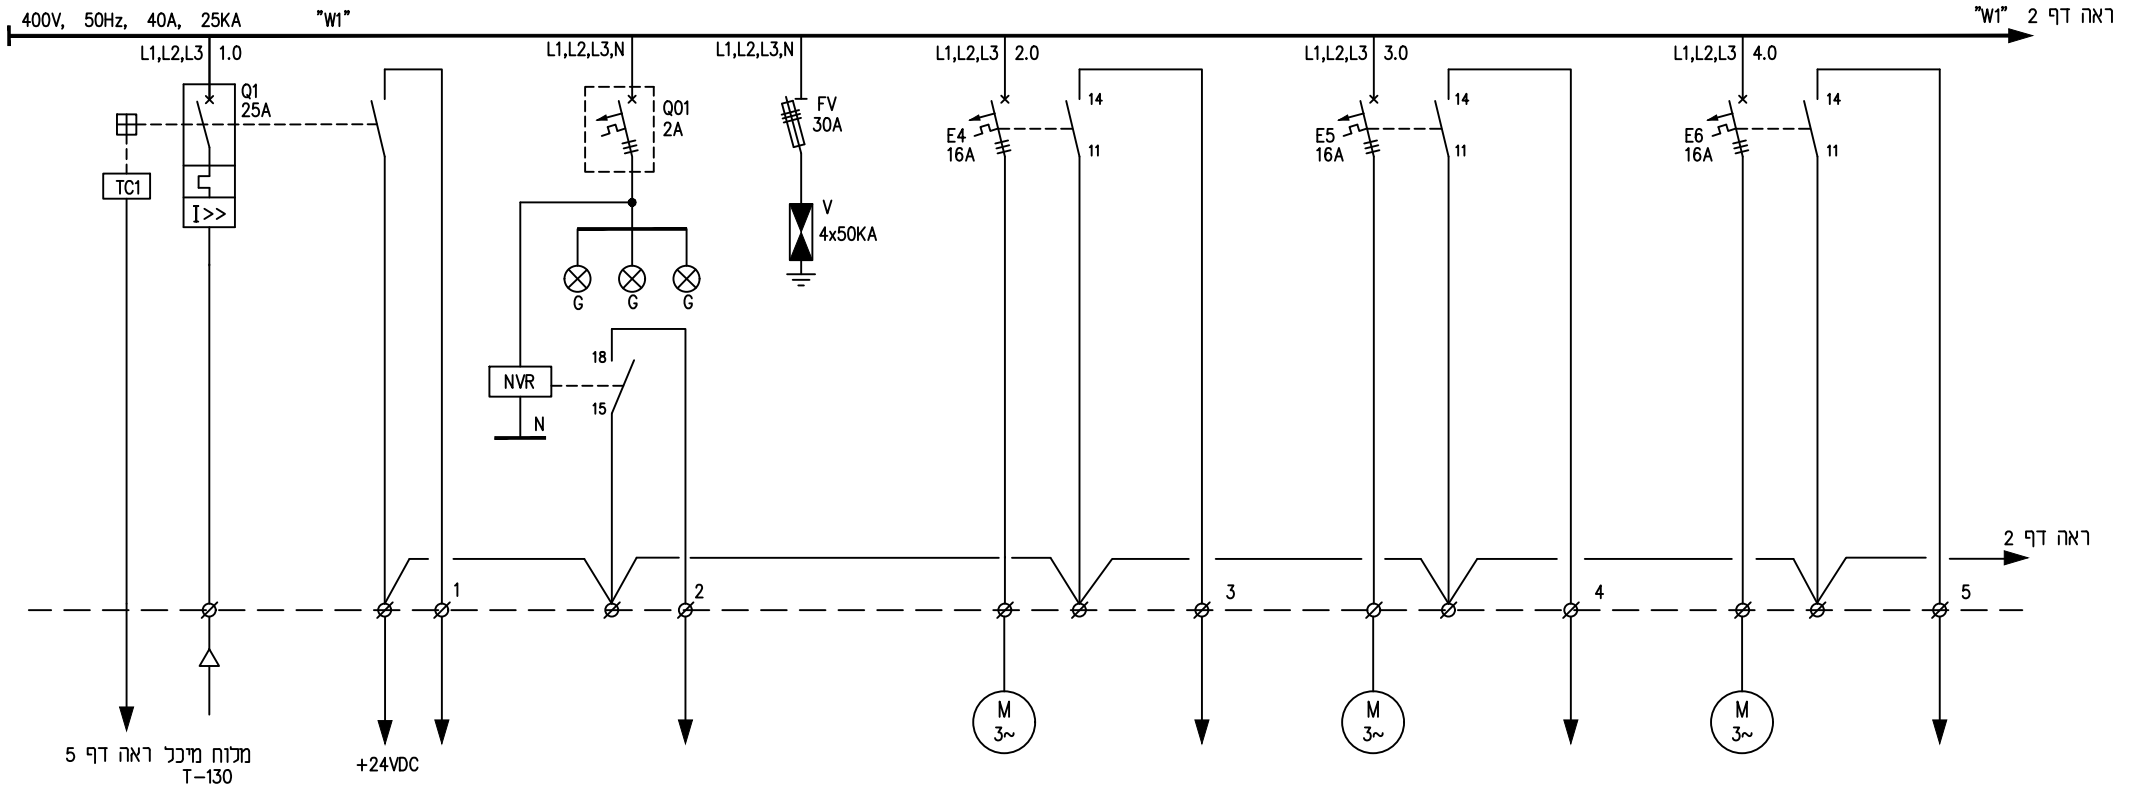 400V, 50Hz, 40A, 25KA "W1"
"W1" ראה דף 2
L1,L2,L3 1.0
L1,L2,L3,N
L1,L2,L3,N
L1,L2,L3 2.0
L1,L2,L3 3.0
L1,L2,L3 4.0
Q1
25A
TC1
I>>
Q01
2A
G G G
FV
30A
V
4x50KA
NVR
N
18
15
E4
16A
14
11
E5
16A
14
11
E6
16A
14
11
ראה דף 2
1
2
3
4
5
M
3~
M
3~
M
3~
ראה דף 5
מלוח מיכל
T-130
+24VDC